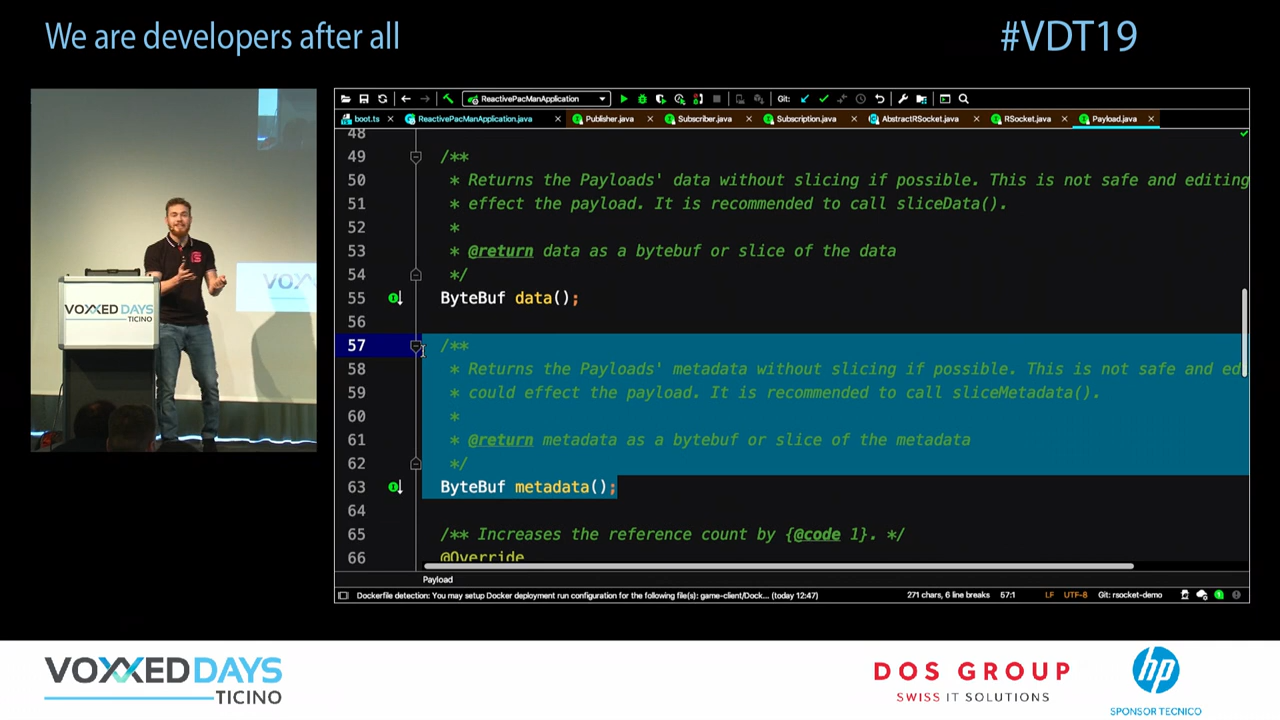 We are developers after all
#VDT19
VOXXED DAYS
TICINO
VOX
ReactivePacManApplication
Git:
boot.ts
ReactivePacManApplication.java
Publisher.java
Subscriber.java
Subscription.java
AbstractRSocket.java
RSocket.java
Payload.java
48
49 /**
50 * Returns the Payloads' data without slicing if possible. This is not safe and editing
51 * effect the payload. It is recommended to call sliceData().
52 *
53 * @return data as a bytebuf or slice of the data
54 */
55 ByteBuf data();
56
57 /**
58 * Returns the Payloads' metadata without slicing if possible. This is not safe and ed
59 * could effect the payload. It is recommended to call sliceMetadata().
60 *
61 * @return metadata as a bytebuf or slice of the metadata
62 */
63 ByteBuf metadata();
64
65 /** Increases the reference count by {@code 1}. */
66 @Override
Payload
Dockerfile detection: You may setup Docker deployment run configuration for the following file(s): game-client/Dock... (today 12:47)
271 chars, 6 line breaks 57:1 LF UTF-8 Git: rsocket-demo
VOXXED DAYS
TICINO
DOS GROUP
SWISS IT SOLUTIONS
hp
SPONSOR TECNICO